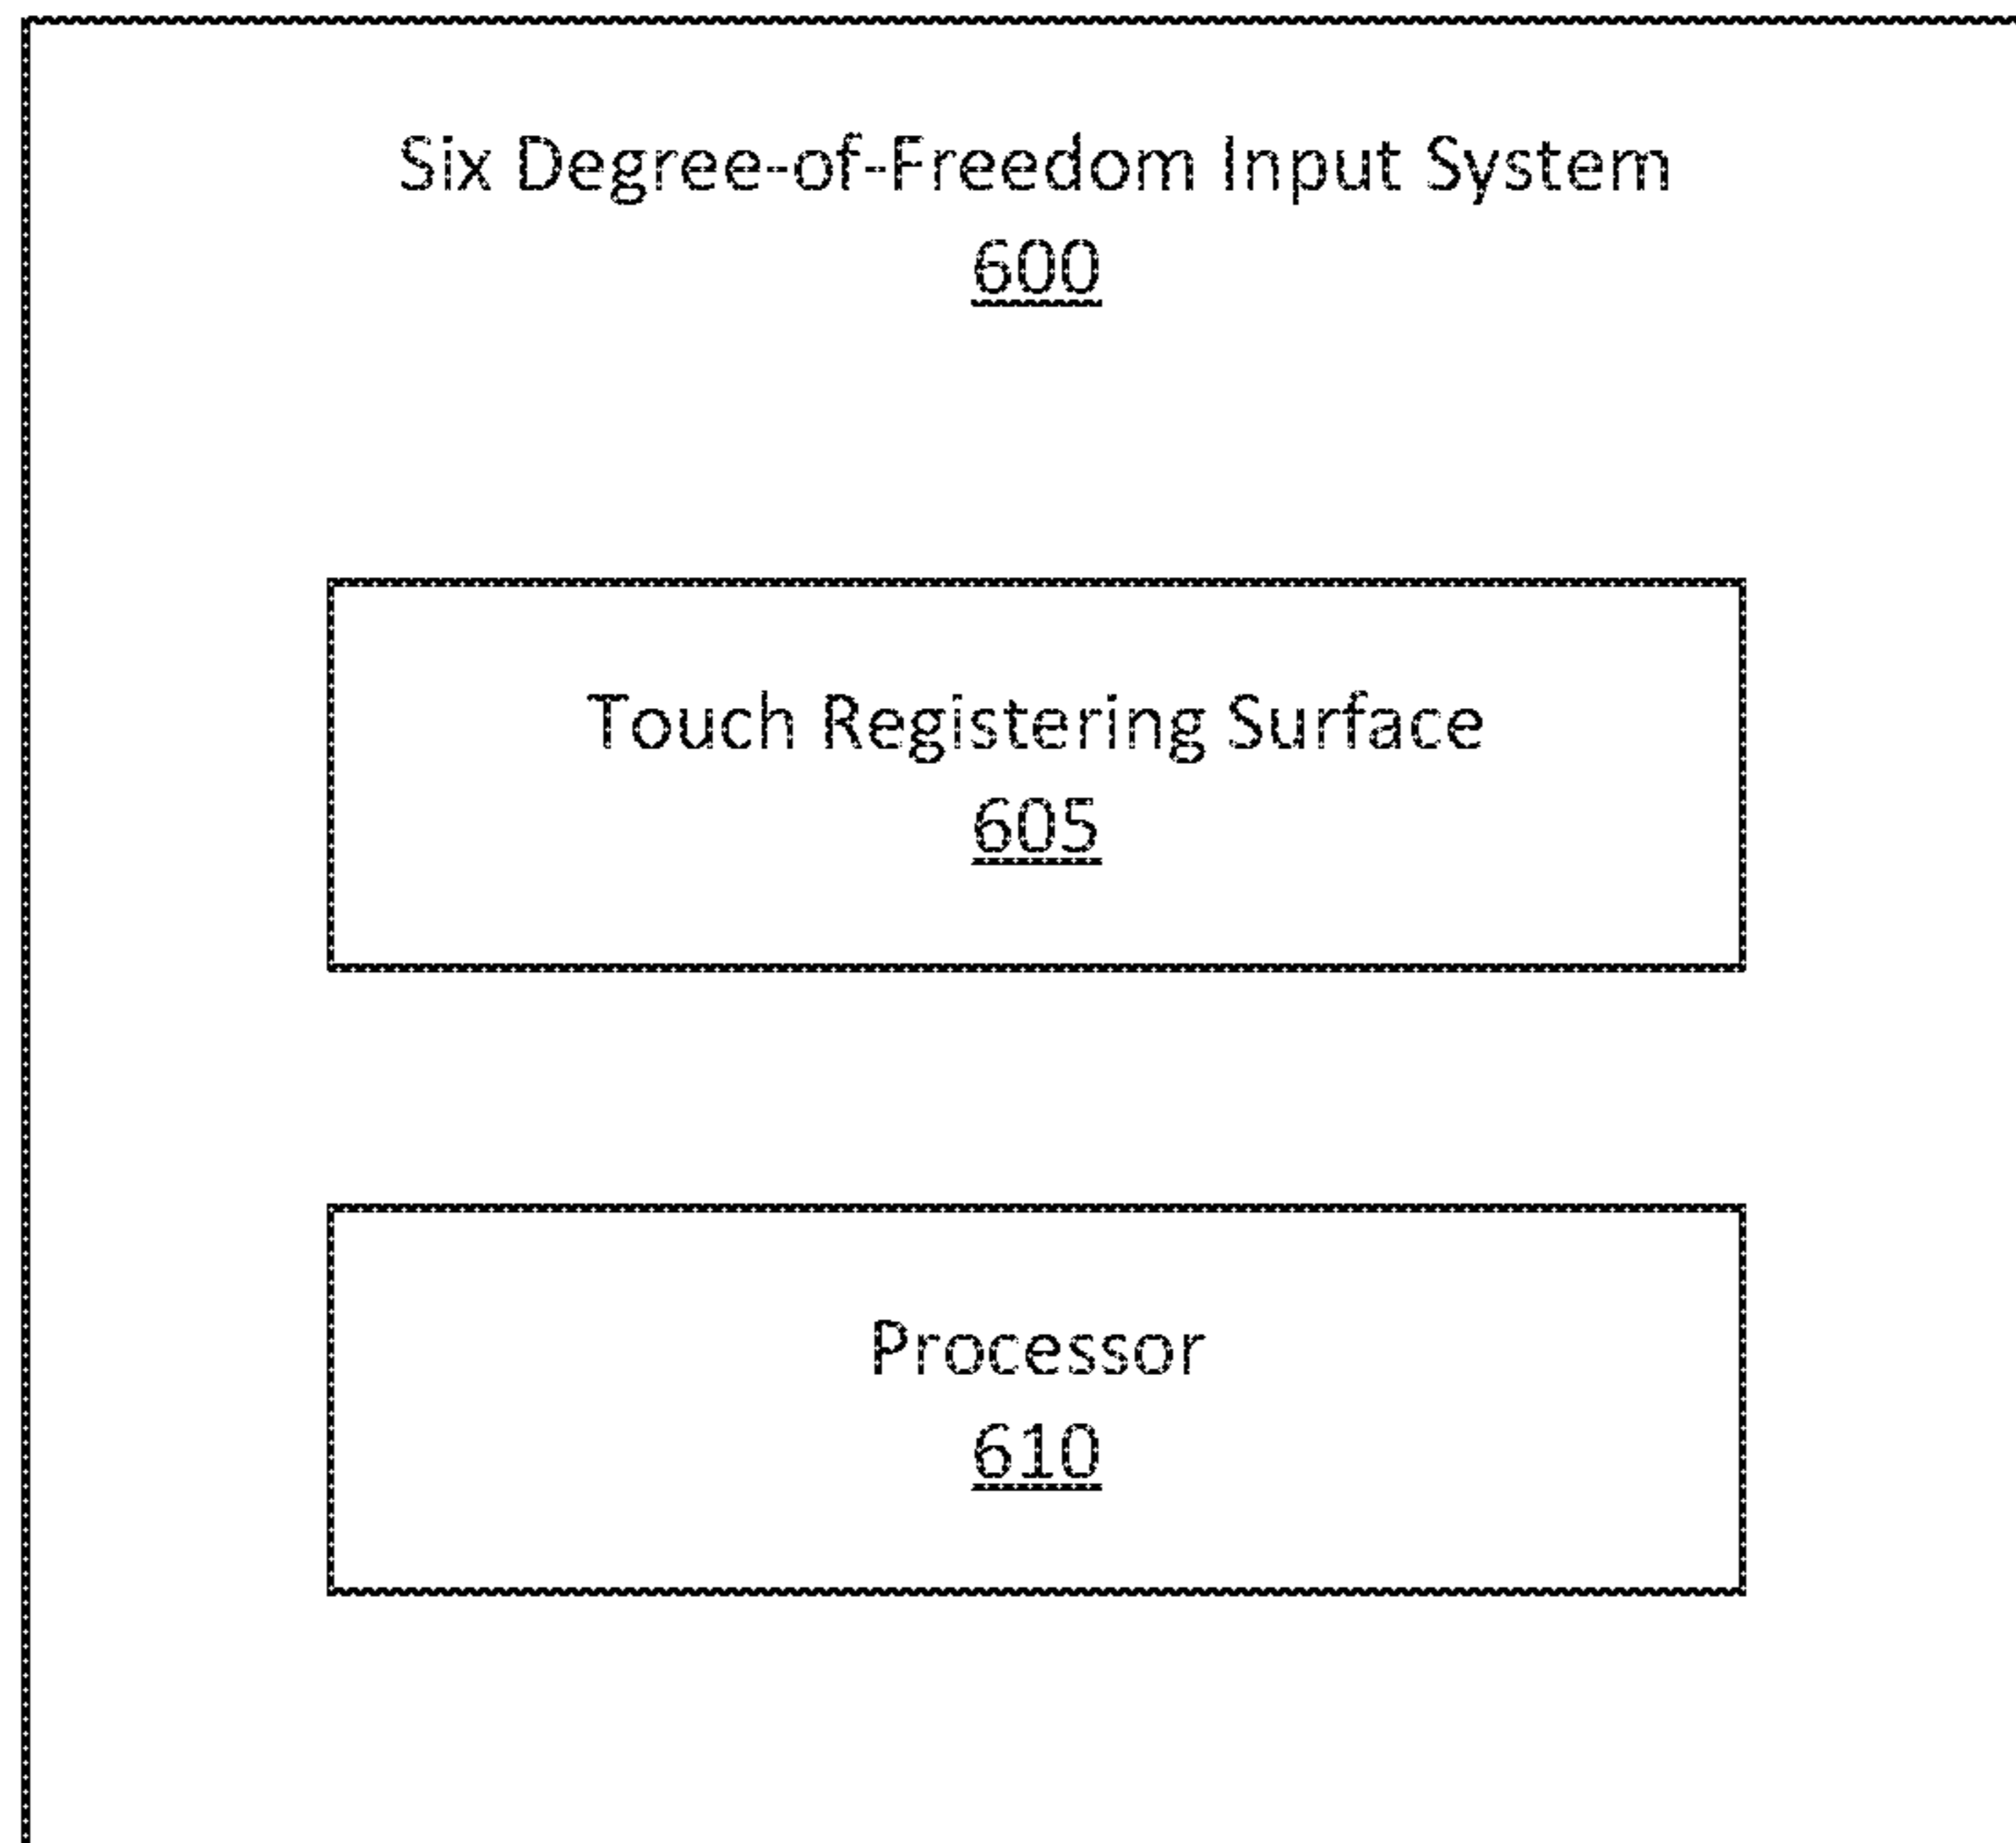 Six Degree-of-Freedom Input System
600
Touch Registering Surface
605
Processor
610